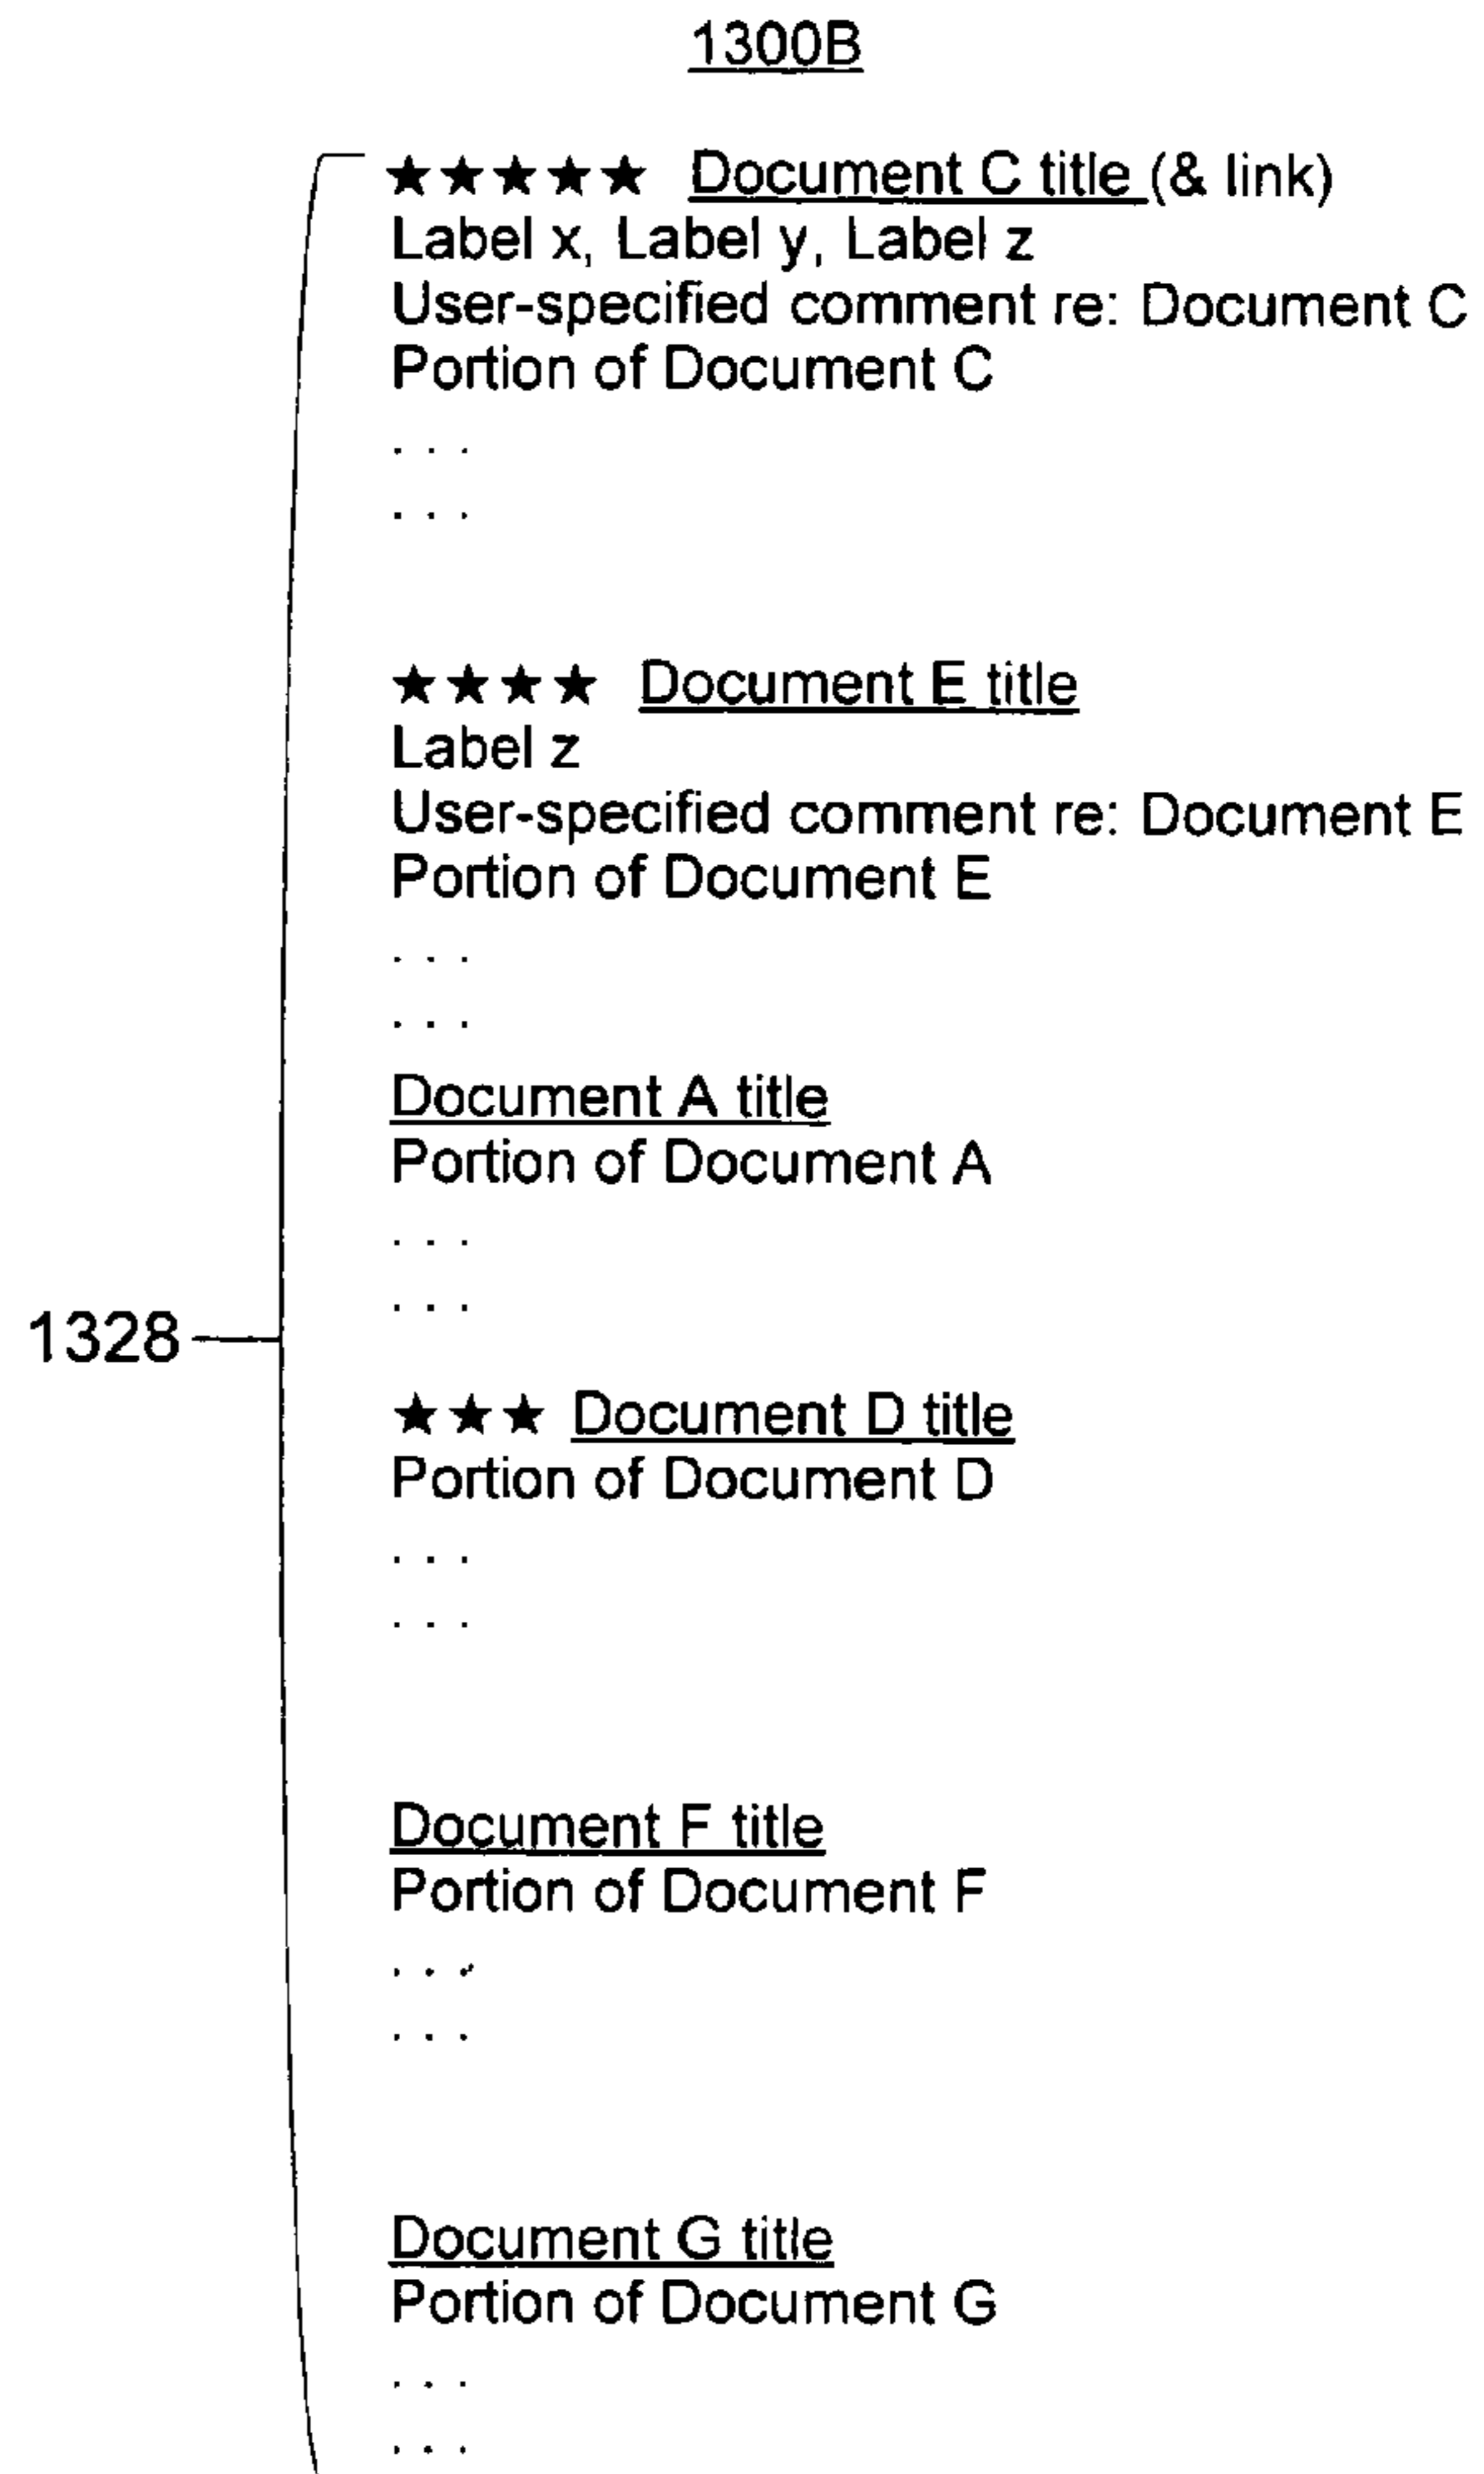 1300B
★★★★★ Document C title (& link)
Label x, Label y, Label z
User-specified comment re: Document C
Portion of Document C
. . .
. . .
★★★★ Document E title
Label z
User-specified comment re: Document E
Portion of Document E
. . .
. . .
Document A title
Portion of Document A
. . .
. . .
1328
★★★ Document D title
Portion of Document D
. . .
. . .
Document F title
Portion of Document F
. . .
. . .
Document G title
Portion of Document G
. . .
. . .